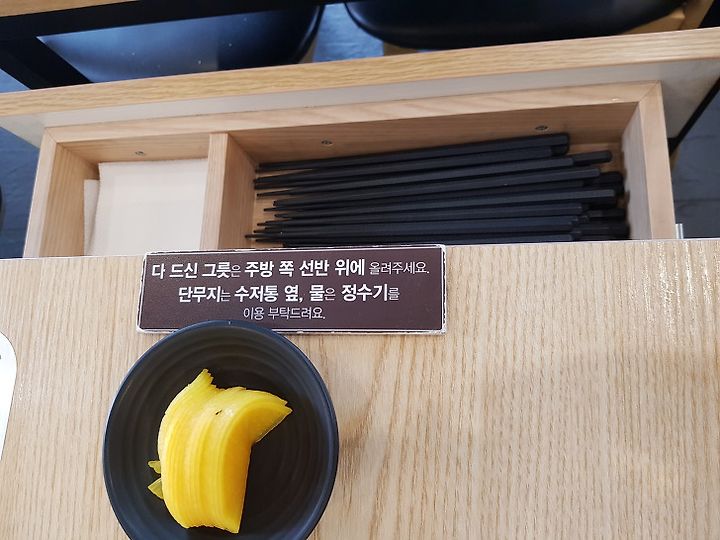 다 드신 그릇은 주방 쪽 선반 위에 올려주세요.
단무지는 수저통 옆, 물은 정수기를
이용 부탁드려요.